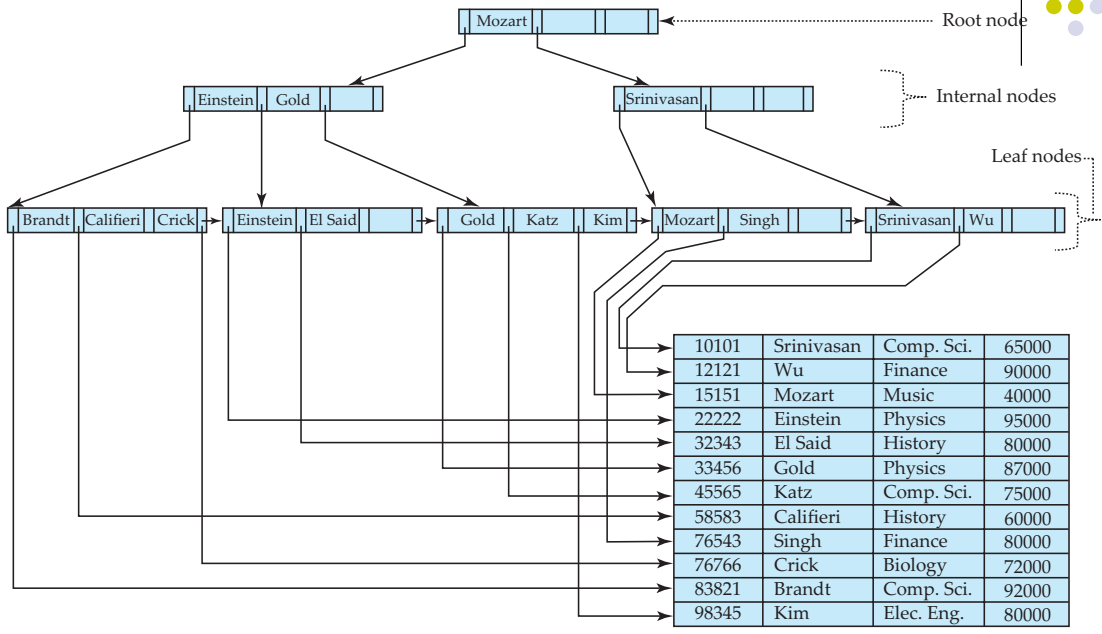 Mozart
Root node
Einstein Gold
Srinivasan
Internal nodes
Leaf nodes
Brandt Califieri Crick
Einstein El Said
Gold Katz Kim
Mozart Singh
Srinivasan Wu
10101 Srinivasan Comp. Sci. 65000
12121 Wu Finance 90000
15151 Mozart Music 40000
22222 Einstein Physics 95000
32343 El Said History 80000
33456 Gold Physics 87000
45565 Katz Comp. Sci. 75000
58583 Califieri History 60000
76543 Singh Finance 80000
76766 Crick Biology 72000
83821 Brandt Comp. Sci. 92000
98345 Kim Elec. Eng. 80000